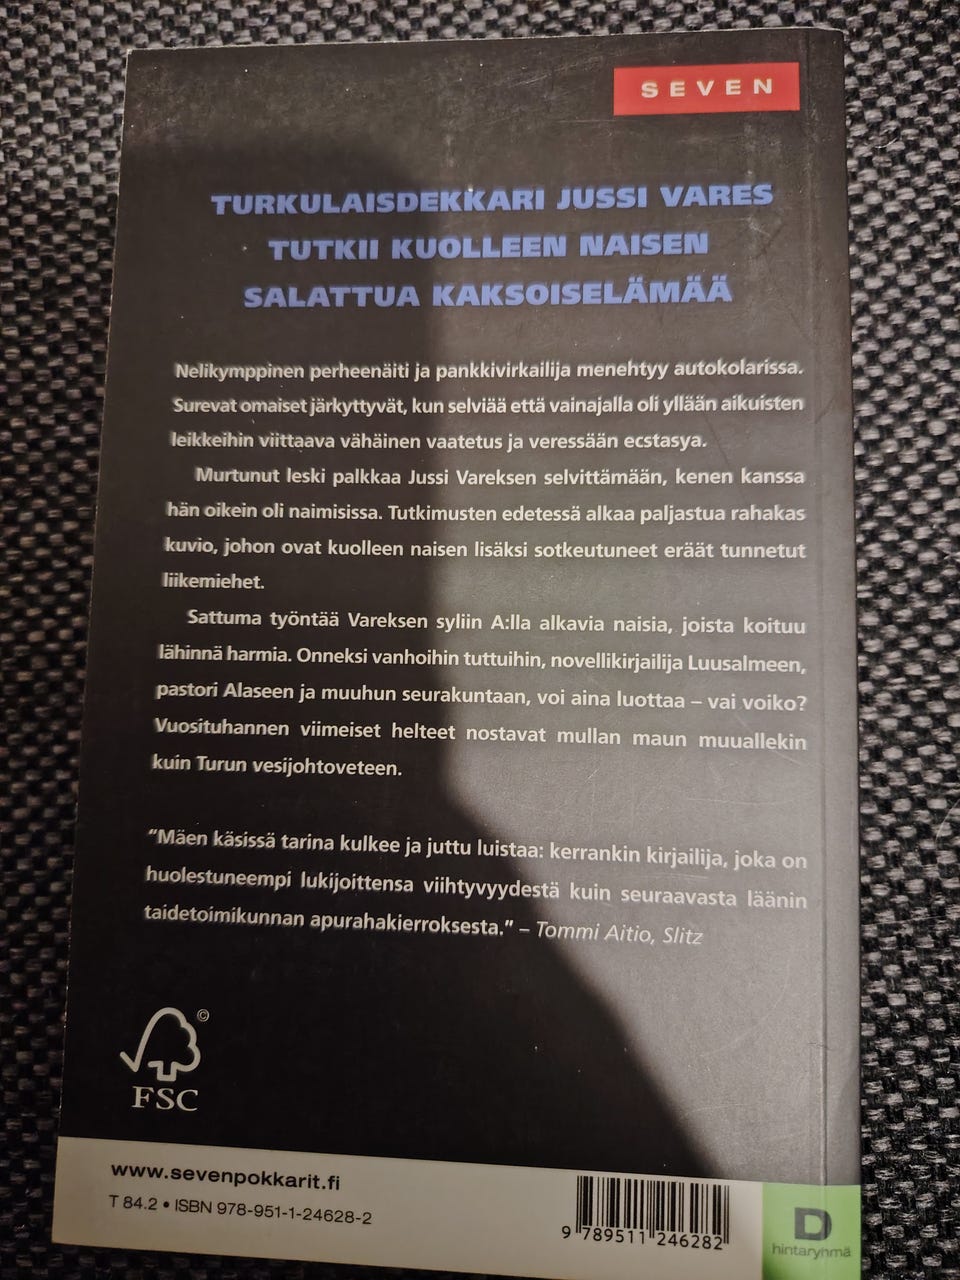 SEVEN
TURKULAISDEKKARI JUSSI VARES
TUTKII KUOLLEEN NAISEN
SALATTUA KAKSOISELÄMÄÄ
Nelikymppinen perheenäiti ja pankkivirkailija menehtyy autokolarissa.
Surevat omaiset järkyttyvät, kun selviää että vainajalla oli yllään aikuisten
leikkeihin viittaava vähäinen vaatetus ja veressään ecstasya.
Murtunut leski palkkaa Jussi Vareksen selvittämään, kenen kanssa
hän oikein oli naimisissa. Tutkimusten edetessä alkaa paljastua rahakas
kuvio, johon ovat kuolleen naisen lisäksi sotkeutuneet eräät tunnetut
liikemiehet.
Sattuma työntää Vareksen syliin A:lla alkavia naisia, joista koituu
lähinnä harmia. Onneksi vanhoihin tuttuihin, novellikirjailija Luusalmeen,
pastori Alaseen ja muuhun seurakuntaan, voi aina luottaa – vai voiko?
Vuosituhannen viimeiset helteet nostavat mullan maun muuallekin
kuin Turun vesijohtoveteen.
"Mäen käsissä tarina kulkee ja juttu luistaa: kerrankin kirjailija, joka on
huolestuneempi lukijoittensa viihtyvyydestä kuin seuraavasta läänin
taidetoimikunnan apurahakierroksesta." – Tommi Aitio, Slitz
©
FSC
www.sevenpokkarit.fi
T 84.2 • ISBN 978-951-1-24628-2
9 789511 246282
D
hintaryhmä